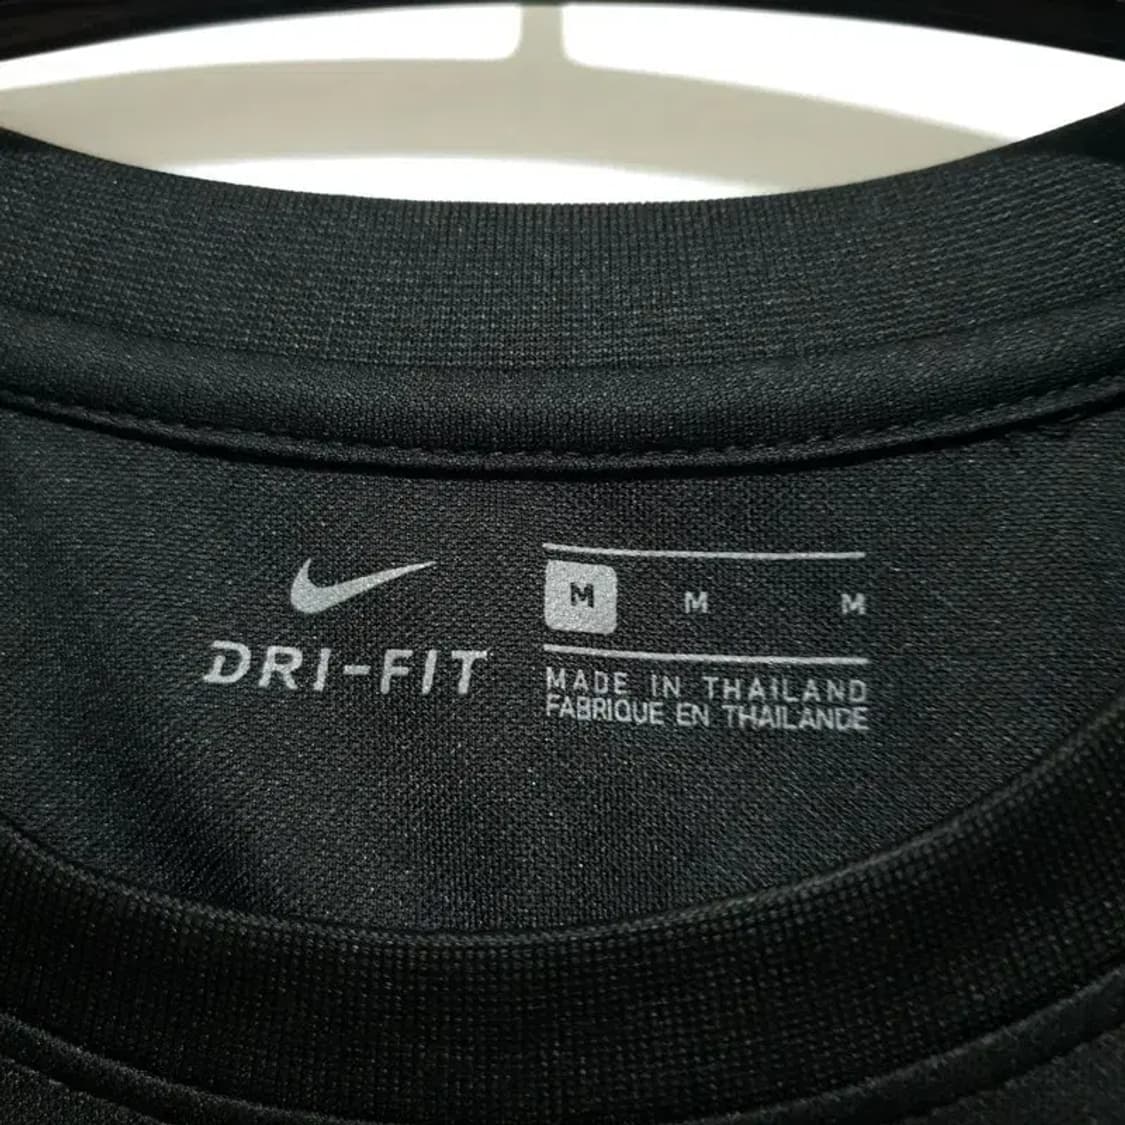 DRI-FIT
M M M
MADE IN THAILAND
FABRIQUE EN THAILANDE